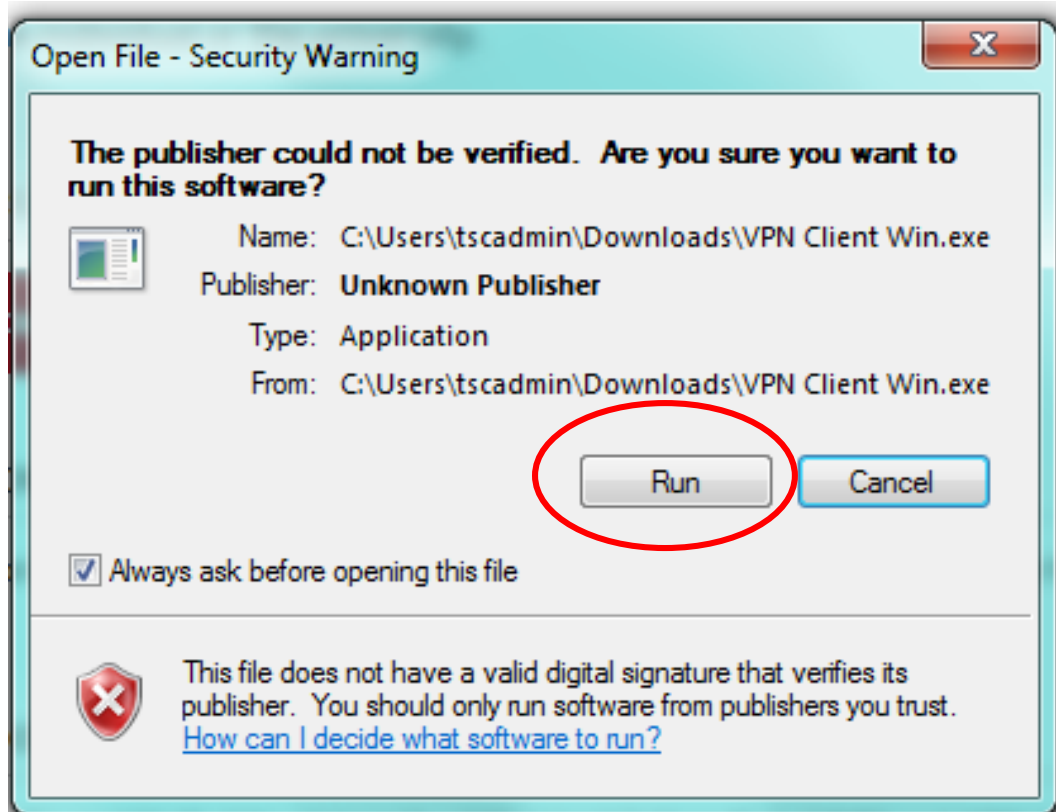 Open File - Security Warning
The publisher could not be verified.  Are you sure you want to
run this software?
Name: C:\Users\tscadmin\Downloads\VPN Client Win.exe
Publisher: Unknown Publisher
Type: Application
From: C:\Users\tscadmin\Downloads\VPN Client Win.exe
Run Cancel
Always ask before opening this file
This file does not have a valid digital signature that verifies its
publisher.  You should only run software from publishers you trust.
How can I decide what software to run?